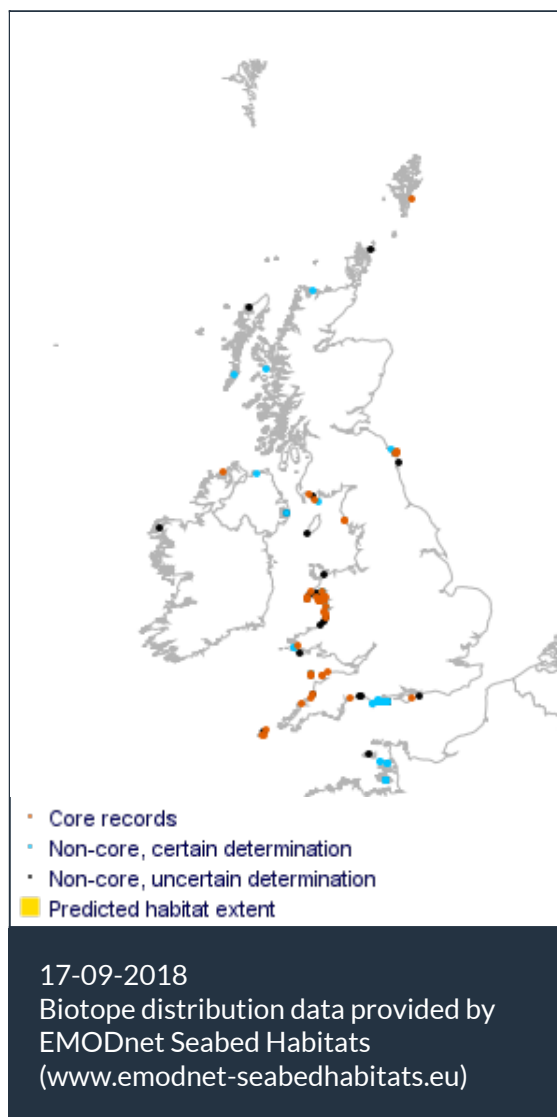 Core records
Non-core, certain determination
Non-core, uncertain determination
Predicted habitat extent
17-09-2018
Biotope distribution data provided by
EMODnet Seabed Habitats
(www.emodnet-seabedhabitats.eu)